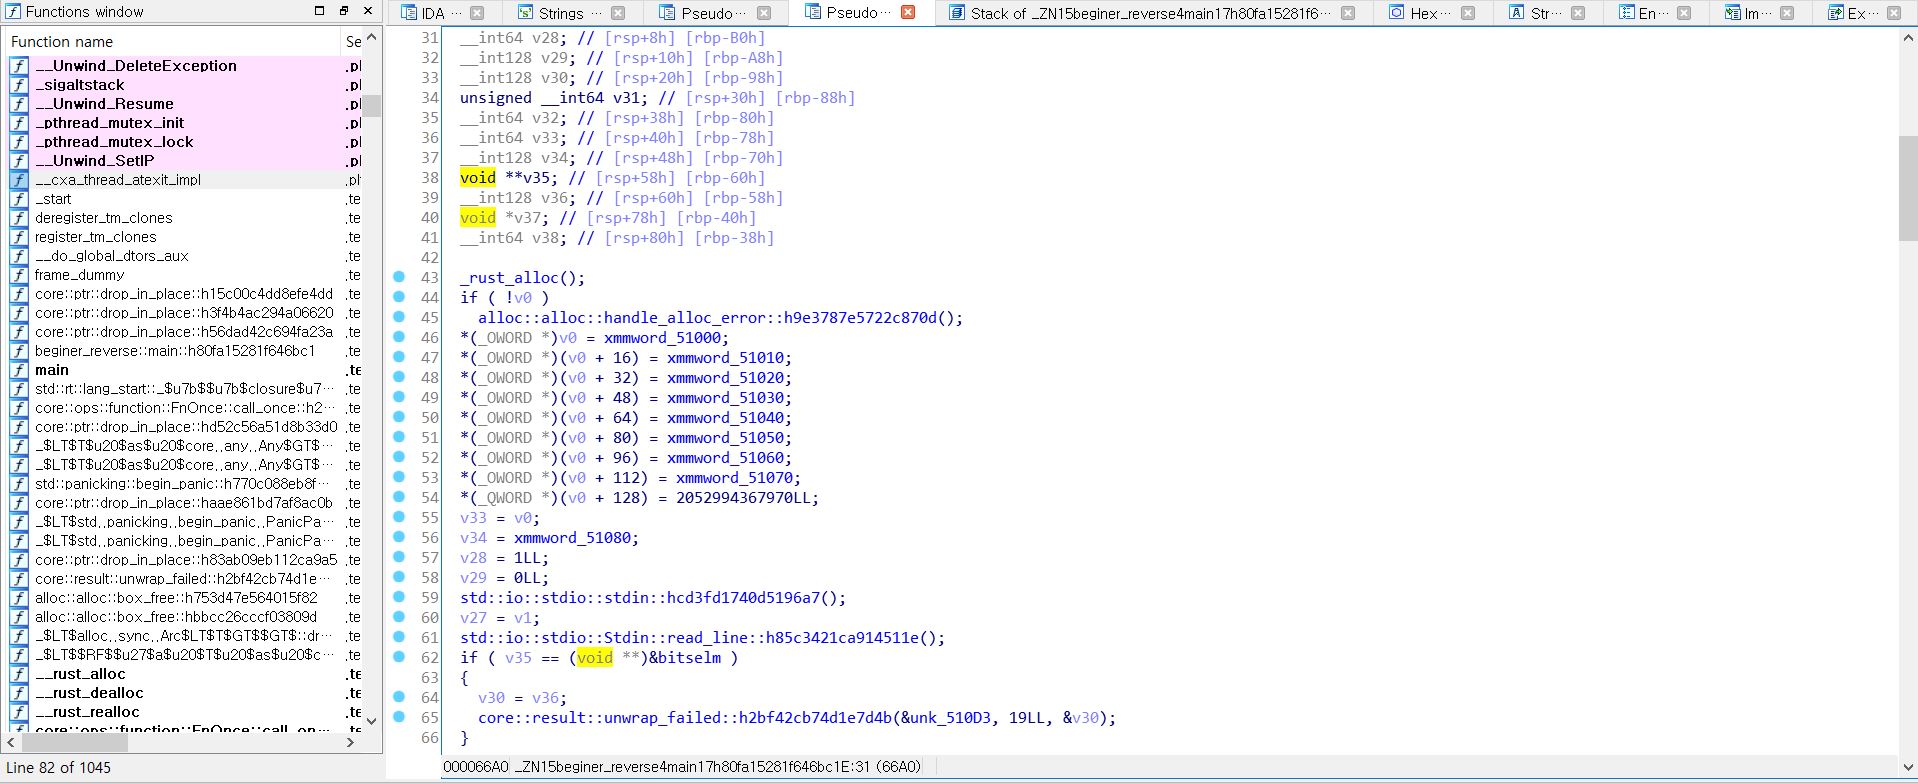 Functions window
Function name Se
__Unwind_DeleteException .pl
_sigaltstack .pl
__Unwind_Resume .pl
_pthread_mutex_init .pl
_pthread_mutex_lock .pl
__Unwind_SetIP .pl
__cxa_thread_atexit_impl .pl
_start .te
deregister_tm_clones .te
register_tm_clones .te
__do_global_dtors_aux .te
frame_dummy .te
core::ptr::drop_in_place::h15c00c4dd8efe4dd .te
core::ptr::drop_in_place::h3f4b4ac294a06620 .te
core::ptr::drop_in_place::h56dad42c694fa23a .te
beginer_reverse::main::h80fa15281f646bc1 .te
main .te
std::rt::lang_start::_$u7b$$u7b$closure$u7··· .te
core::ops::function::FnOnce::call_once::h2··· .te
core::ptr::drop_in_place::hd52c56a51d8b33d0 .te
_$LT$T$u20$as$u20$core..any..Any$GT$··· .te
_$LT$T$u20$as$u20$core..any..Any$GT$··· .te
std::panicking::begin_panic::h770c088eb8f··· .te
core::ptr::drop_in_place::haae861bd7af8ac0b .te
_$LT$std..panicking..begin_panic..PanicPa··· .te
_$LT$std..panicking..begin_panic..PanicPa··· .te
core::ptr::drop_in_place::h83ab09eb112ca9a5 .te
core::result::unwrap_failed::h2bf42cb74d1e··· .te
alloc::alloc::box_free::h753d47e564015f82 .te
alloc::alloc::box_free::hbbcc26cccf03809d .te
_$LT$alloc..sync..Arc$LT$T$GT$$GT$::dr··· .te
_$LT$$RF$$u27$a$u20$T$u20$as$u20$c··· .te
__rust_alloc .te
__rust_dealloc .te
__rust_realloc .te
core::ops::function::FnOnce::call_on··· .te
Line 82 of 1045
IDA ··· Strings ··· Pseudo ··· Pseudo ··· Stack of _ZN15beginer_reverse4main17h80fa15281f6··· Hex··· Str··· En··· Im··· Ex···
31 __int64 v28; // [rsp+8h] [rbp-B0h]
32 __int128 v29; // [rsp+10h] [rbp-A8h]
33 __int128 v30; // [rsp+20h] [rbp-98h]
34 unsigned __int64 v31; // [rsp+30h] [rbp-88h]
35 __int64 v32; // [rsp+38h] [rbp-80h]
36 __int64 v33; // [rsp+40h] [rbp-78h]
37 __int128 v34; // [rsp+48h] [rbp-70h]
38 void **v35; // [rsp+58h] [rbp-60h]
39 __int128 v36; // [rsp+60h] [rbp-58h]
40 void *v37; // [rsp+78h] [rbp-40h]
41 __int64 v38; // [rsp+80h] [rbp-38h]
42
43 _rust_alloc();
44 if ( !v0 )
45 alloc::alloc::handle_alloc_error::h9e3787e5722c870d();
46 *(_OWORD *)v0 = xmmword_51000;
47 *(_OWORD *)(v0 + 16) = xmmword_51010;
48 *(_OWORD *)(v0 + 32) = xmmword_51020;
49 *(_OWORD *)(v0 + 48) = xmmword_51030;
50 *(_OWORD *)(v0 + 64) = xmmword_51040;
51 *(_OWORD *)(v0 + 80) = xmmword_51050;
52 *(_OWORD *)(v0 + 96) = xmmword_51060;
53 *(_OWORD *)(v0 + 112) = xmmword_51070;
54 *(_QWORD *)(v0 + 128) = 2052994367970LL;
55 v33 = v0;
56 v34 = xmmword_51080;
57 v28 = 1LL;
58 v29 = 0LL;
59 std::io::stdio::stdin::hcd3fd1740d5196a7();
60 v27 = v1;
61 std::io::stdio::Stdin::read_line::h85c3421ca914511e();
62 if ( v35 == (void **)&bitselm )
63 {
64 v30 = v36;
65 core::result::unwrap_failed::h2bf42cb74d1e7d4b(&unk_510D3, 19LL, &v30);
66 }
000066A0 _ZN15beginer_reverse4main17h80fa15281f646bc1E:31 (66A0)